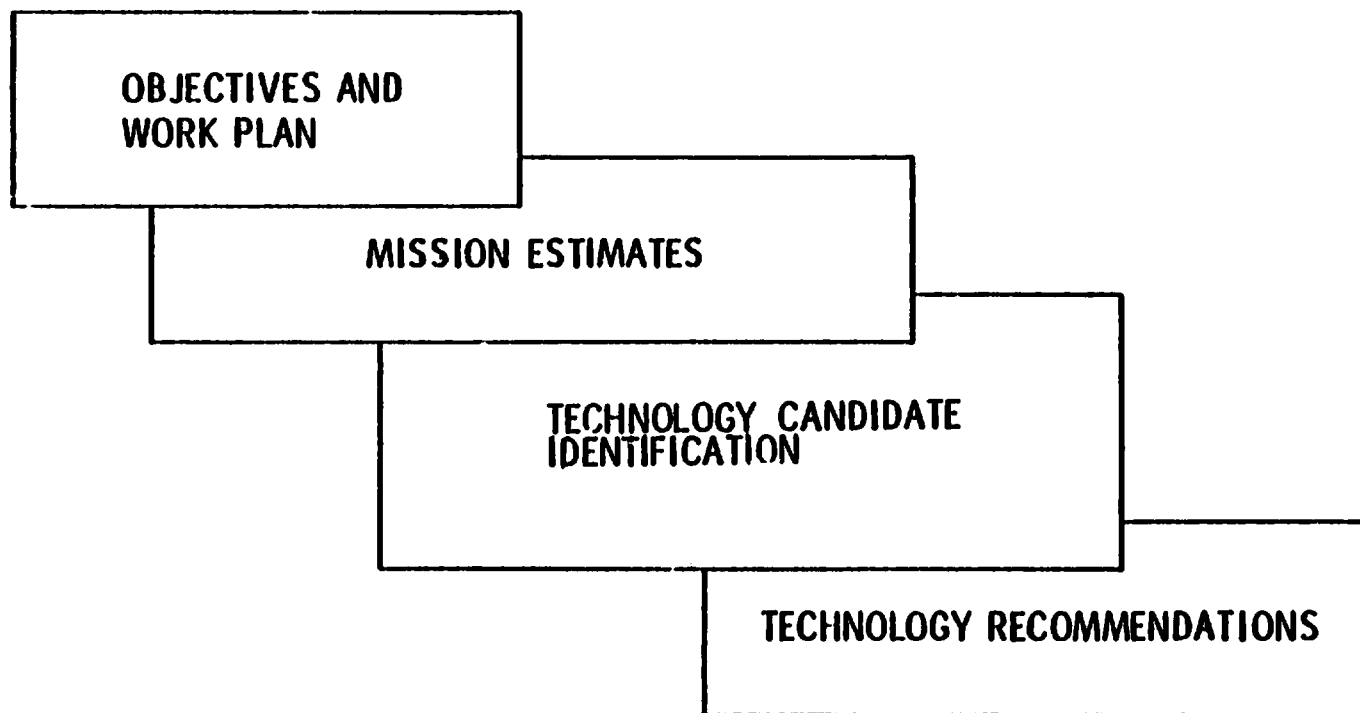 OBJECTIVES AND
WORK PLAN
MISSION ESTIMATES
TECHNOLOGY CANDIDATE
IDENTIFICATION
TECHNOLOGY RECOMMENDATIONS